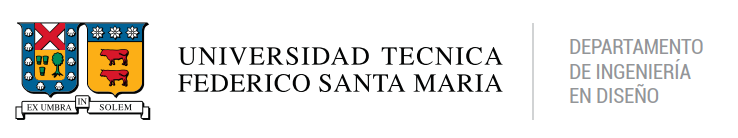 EX UMBRA IN SOLEM
UNIVERSIDAD TECNICA
FEDERICO SANTA MARIA
DEPARTAMENTO
DE INGENIERÍA
EN DISEÑO